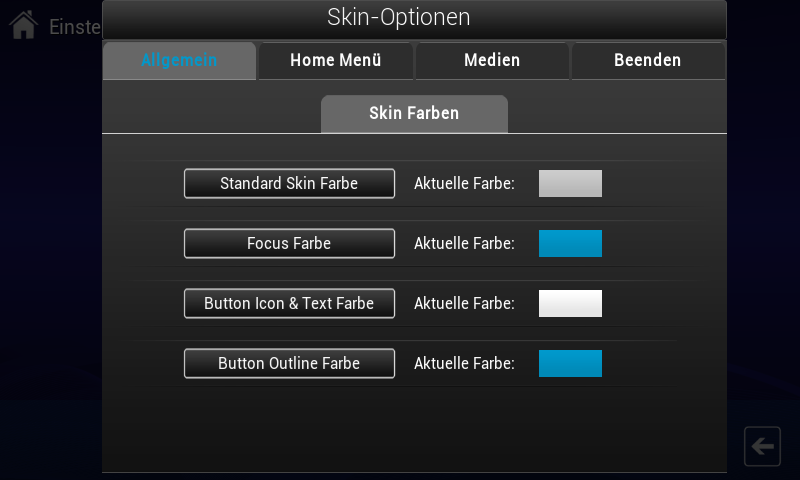 Skin-Optionen
Einste
Allgemein
Home Menü
Medien
Beenden
Skin Farben
Standard Skin Farbe
Aktuelle Farbe:
Focus Farbe
Aktuelle Farbe:
Button Icon & Text Farbe
Aktuelle Farbe:
Button Outline Farbe
Aktuelle Farbe: